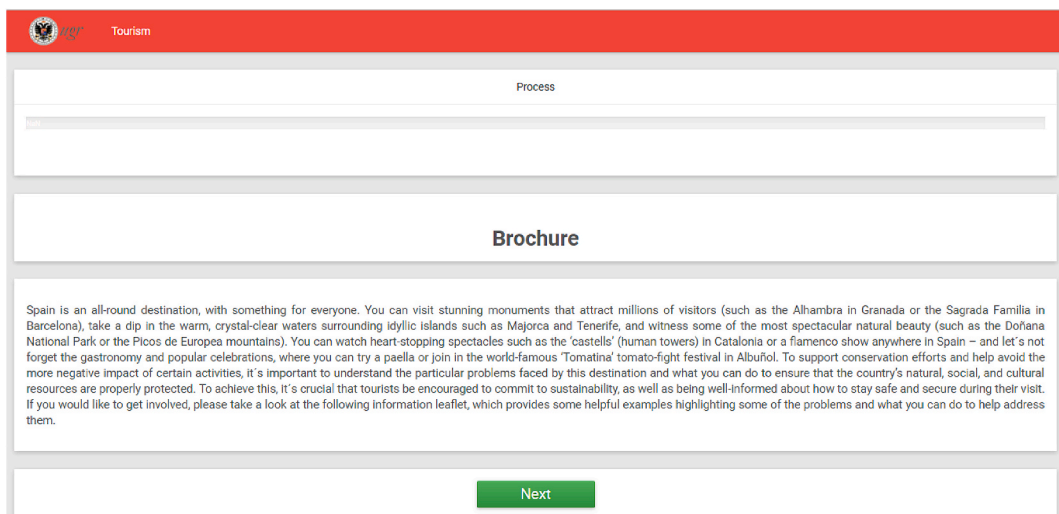 ugr Tourism
Process
Brochure
Spain is an all-round destination, with something for everyone. You can visit stunning monuments that attract millions of visitors (such as the Alhambra in Granada or the Sagrada Familia in
Barcelona), take a dip in the warm, crystal-clear waters surrounding idyllic islands such as Majorca and Tenerife, and witness some of the most spectacular natural beauty (such as the Doñana
National Park or the Picos de Europea mountains). You can watch heart-stopping spectacles such as the ‘castells’ (human towers) in Catalonia or a flamenco show anywhere in Spain – and let´s not
forget the gastronomy and popular celebrations, where you can try a paella or join in the world-famous ‘Tomatina’ tomato-fight festival in Albuñol. To support conservation efforts and help avoid the
more negative impact of certain activities, it´s important to understand the particular problems faced by this destination and what you can do to ensure that the country’s natural, social, and cultural
resources are properly protected. To achieve this, it´s crucial that tourists be encouraged to commit to sustainability, as well as being well-informed about how to stay safe and secure during their visit.
If you would like to get involved, please take a look at the following information leaflet, which provides some helpful examples highlighting some of the problems and what you can do to help address
them.
Next